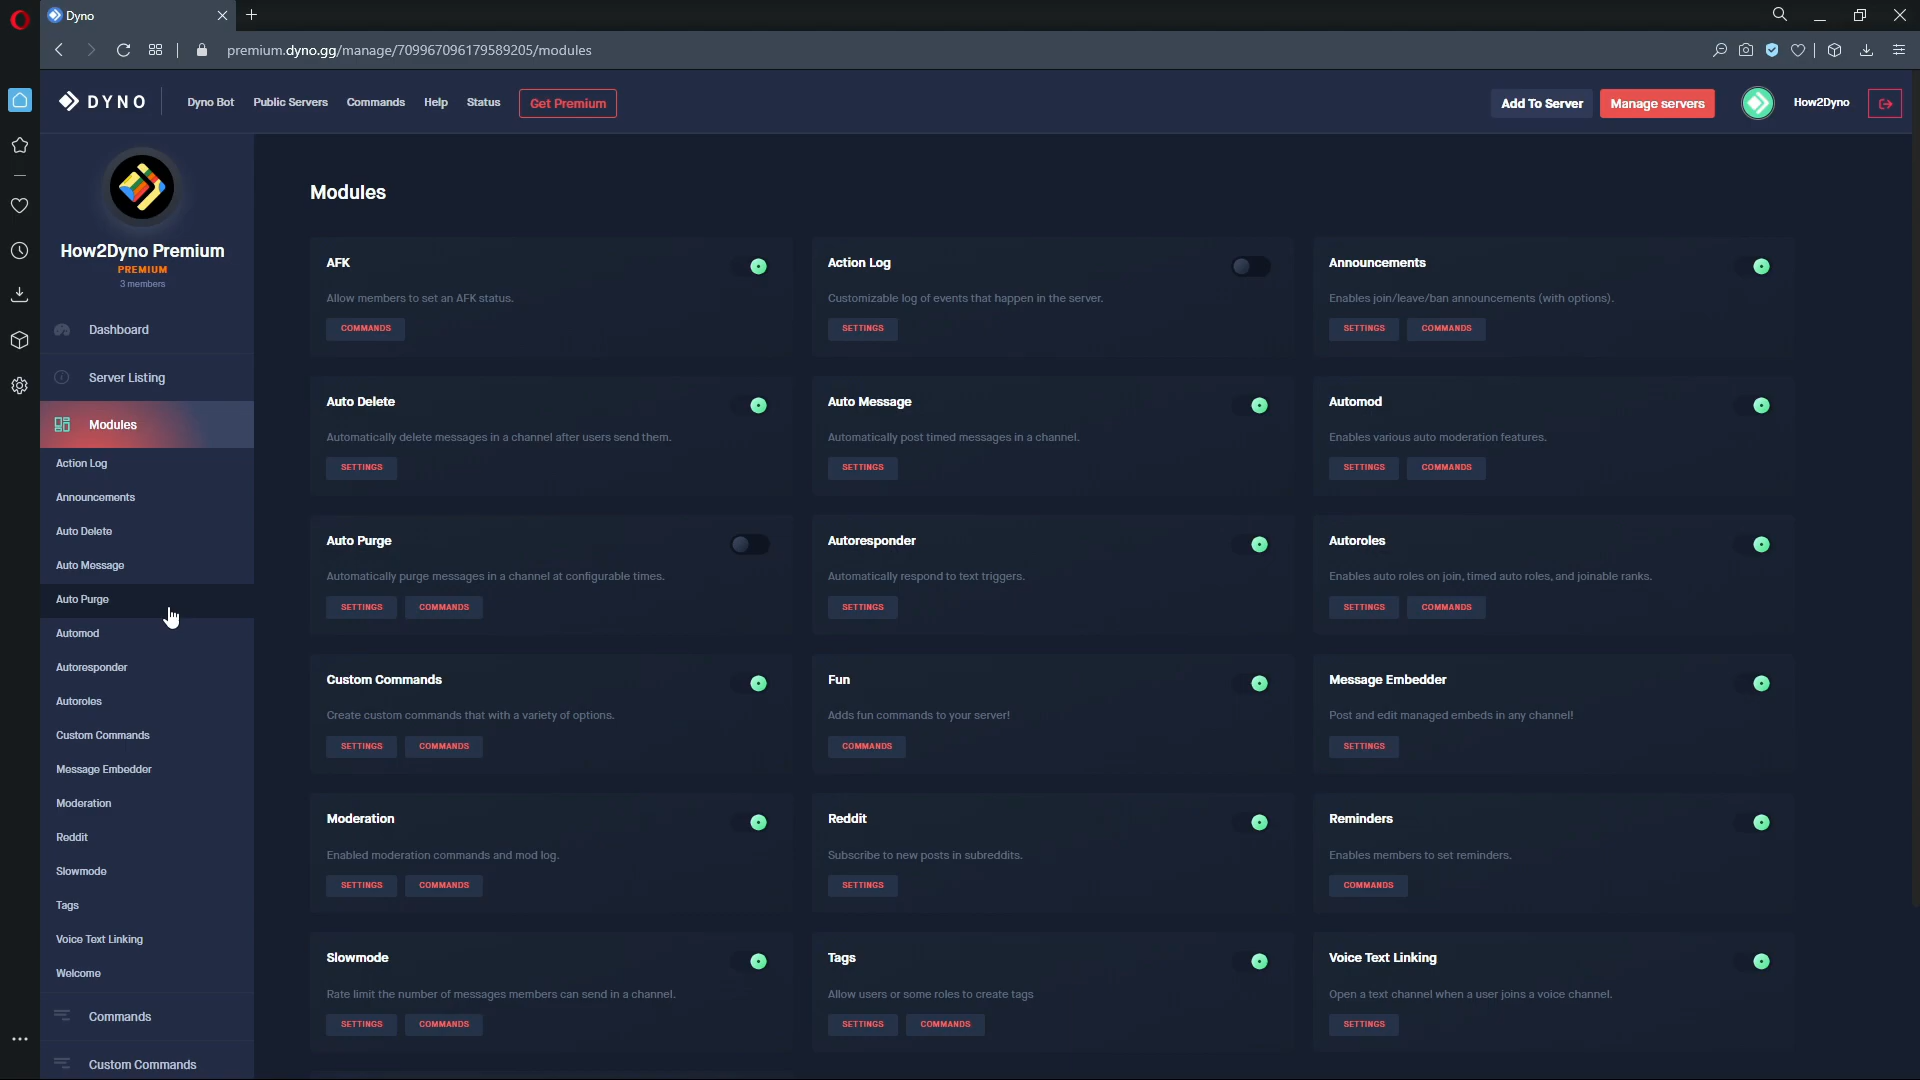 Dyno
premium.dyno.gg/manage/709967096179589205/modules
DYNO
Dyno Bot
Public Servers
Commands
Help
Status
Get Premium
Add To Server
Manage servers
How2Dyno
How2Dyno Premium
PREMIUM
3 members
Dashboard
Server Listing
Modules
Action Log
Announcements
Auto Delete
Auto Message
Auto Purge
Automod
Autoresponder
Autoroles
Custom Commands
Message Embedder
Moderation
Reddit
Slowmode
Tags
Voice Text Linking
Welcome
Commands
Custom Commands
Modules
AFK
Allow members to set an AFK status.
COMMANDS
Action Log
Customizable log of events that happen in the server.
SETTINGS
Announcements
Enables join/leave/ban announcements (with options).
SETTINGS COMMANDS
Auto Delete
Automatically delete messages in a channel after users send them.
SETTINGS
Auto Message
Automatically post timed messages in a channel.
SETTINGS
Automod
Enables various auto moderation features.
SETTINGS COMMANDS
Auto Purge
Automatically purge messages in a channel at configurable times.
SETTINGS COMMANDS
Autoresponder
Automatically respond to text triggers.
SETTINGS
Autoroles
Enables auto roles on join, timed auto roles, and joinable ranks.
SETTINGS COMMANDS
Custom Commands
Create custom commands that with a variety of options.
SETTINGS COMMANDS
Fun
Adds fun commands to your server!
COMMANDS
Message Embedder
Post and edit managed embeds in any channel!
SETTINGS
Moderation
Enabled moderation commands and mod log.
SETTINGS COMMANDS
Reddit
Subscribe to new posts in subreddits.
SETTINGS
Reminders
Enables members to set reminders.
COMMANDS
Slowmode
Rate limit the number of messages members can send in a channel.
SETTINGS COMMANDS
Tags
Allow users or some roles to create tags
SETTINGS COMMANDS
Voice Text Linking
Open a text channel when a user joins a voice channel.
SETTINGS